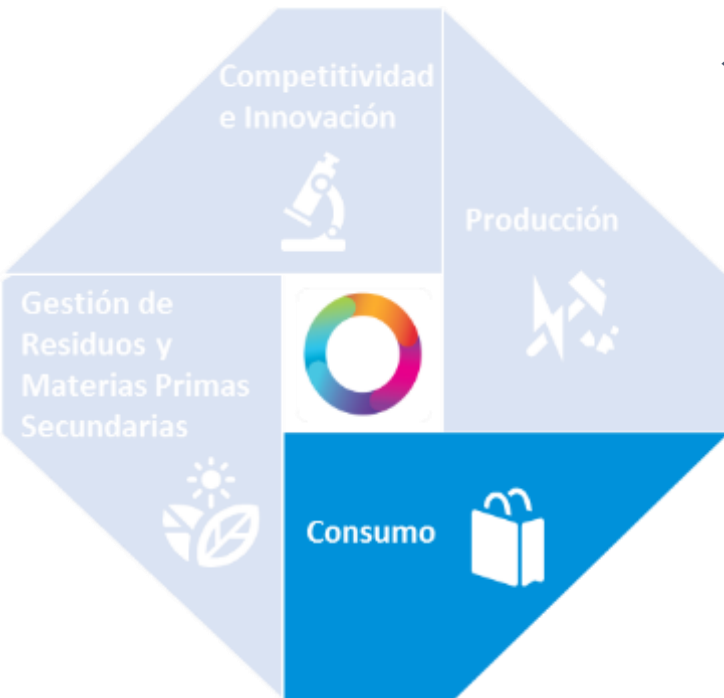 Competitividad
e Innovación
Producción
Gestión de
Residuos y
Materias Primas
Secundarias
Consumo